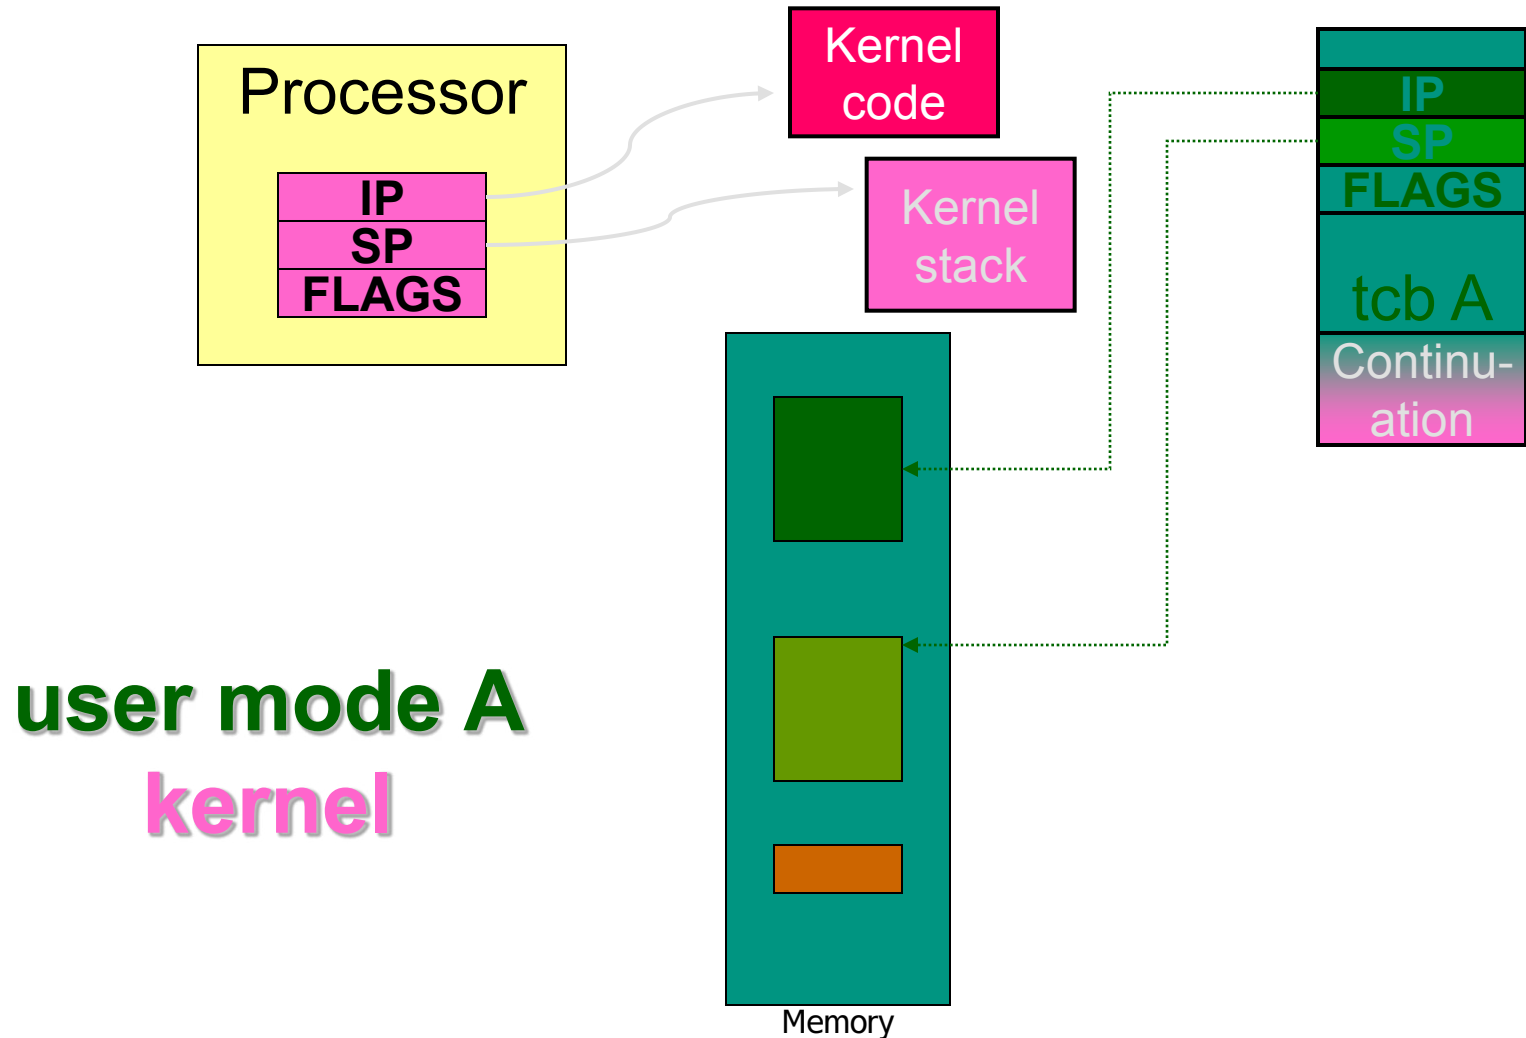 Processor
IP
SP
FLAGS
Kernel
code
Kernel
stack
IP
SP
FLAGS
tcb A
Continu-
ation
user mode A
kernel
Memory